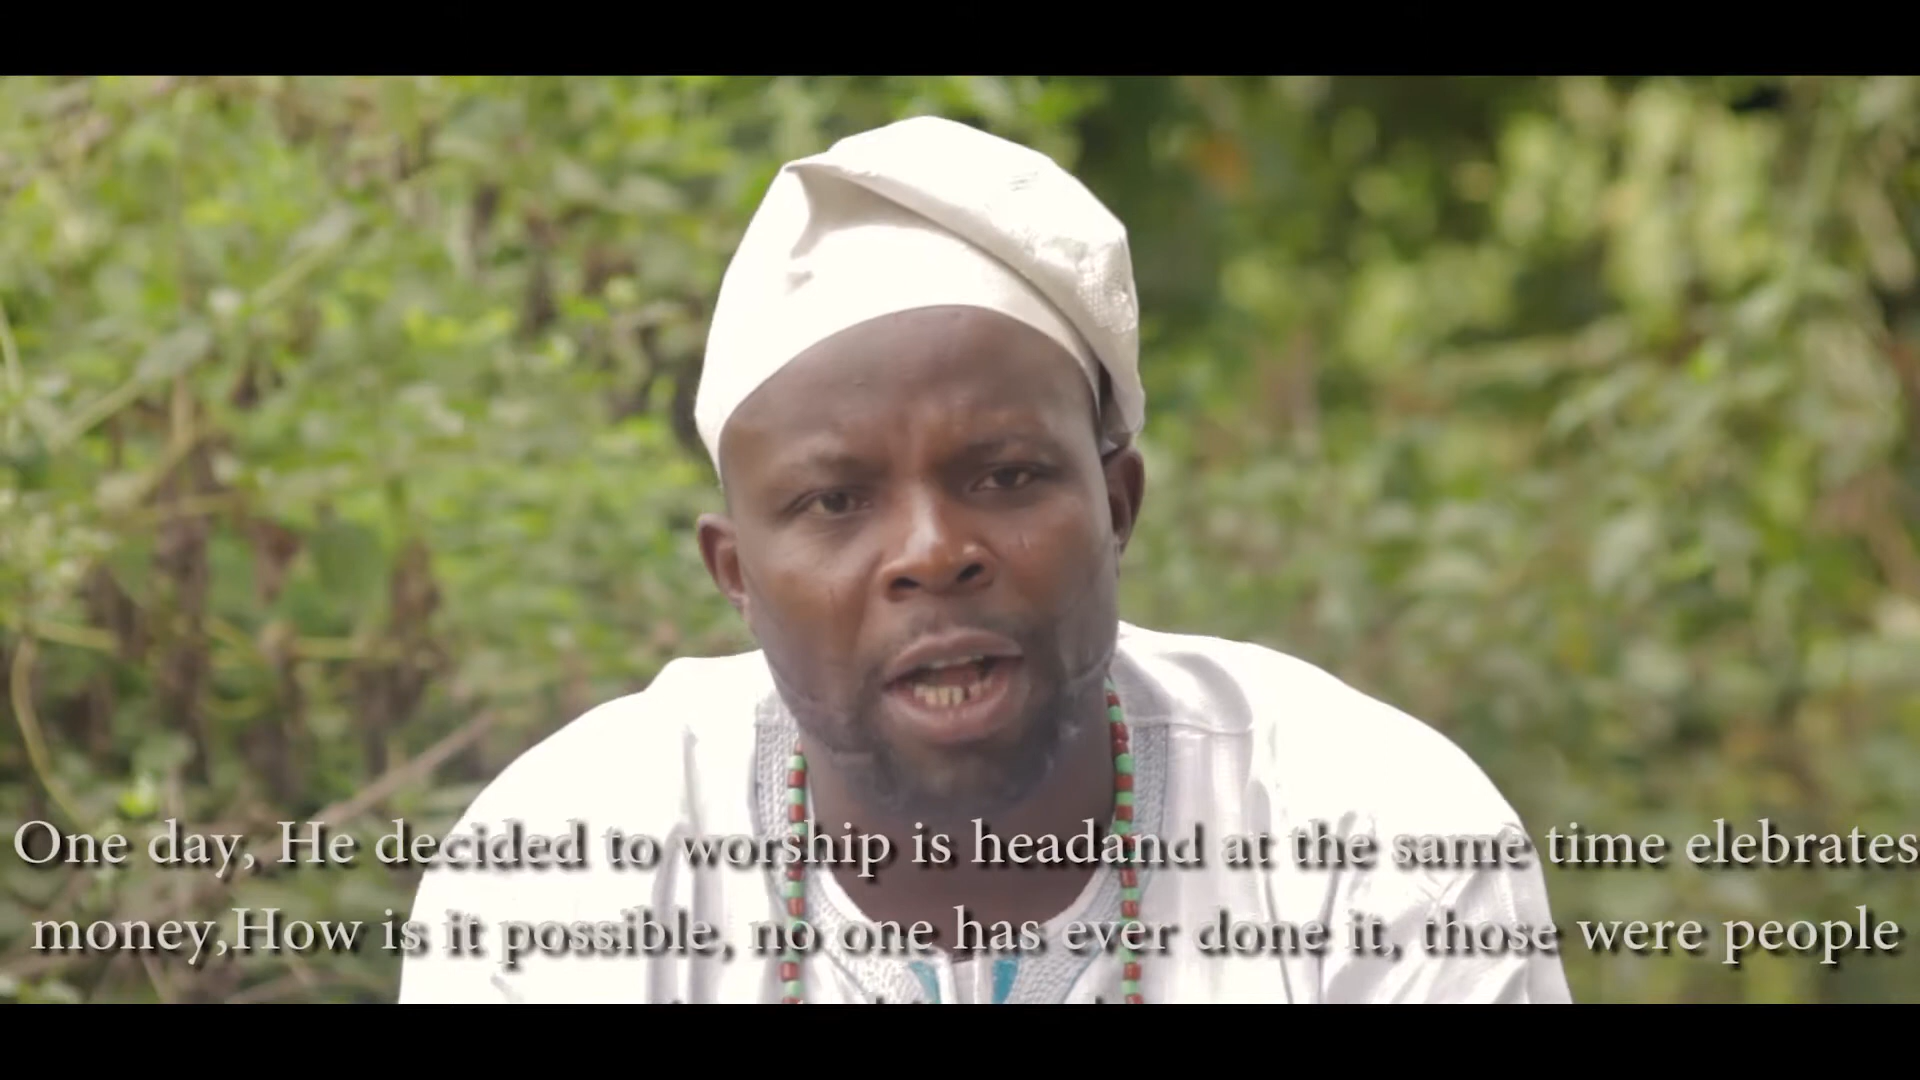 One day, He decided to worship is headand at the same time elebrates
money,How is it possible, no one has ever done it, those were people